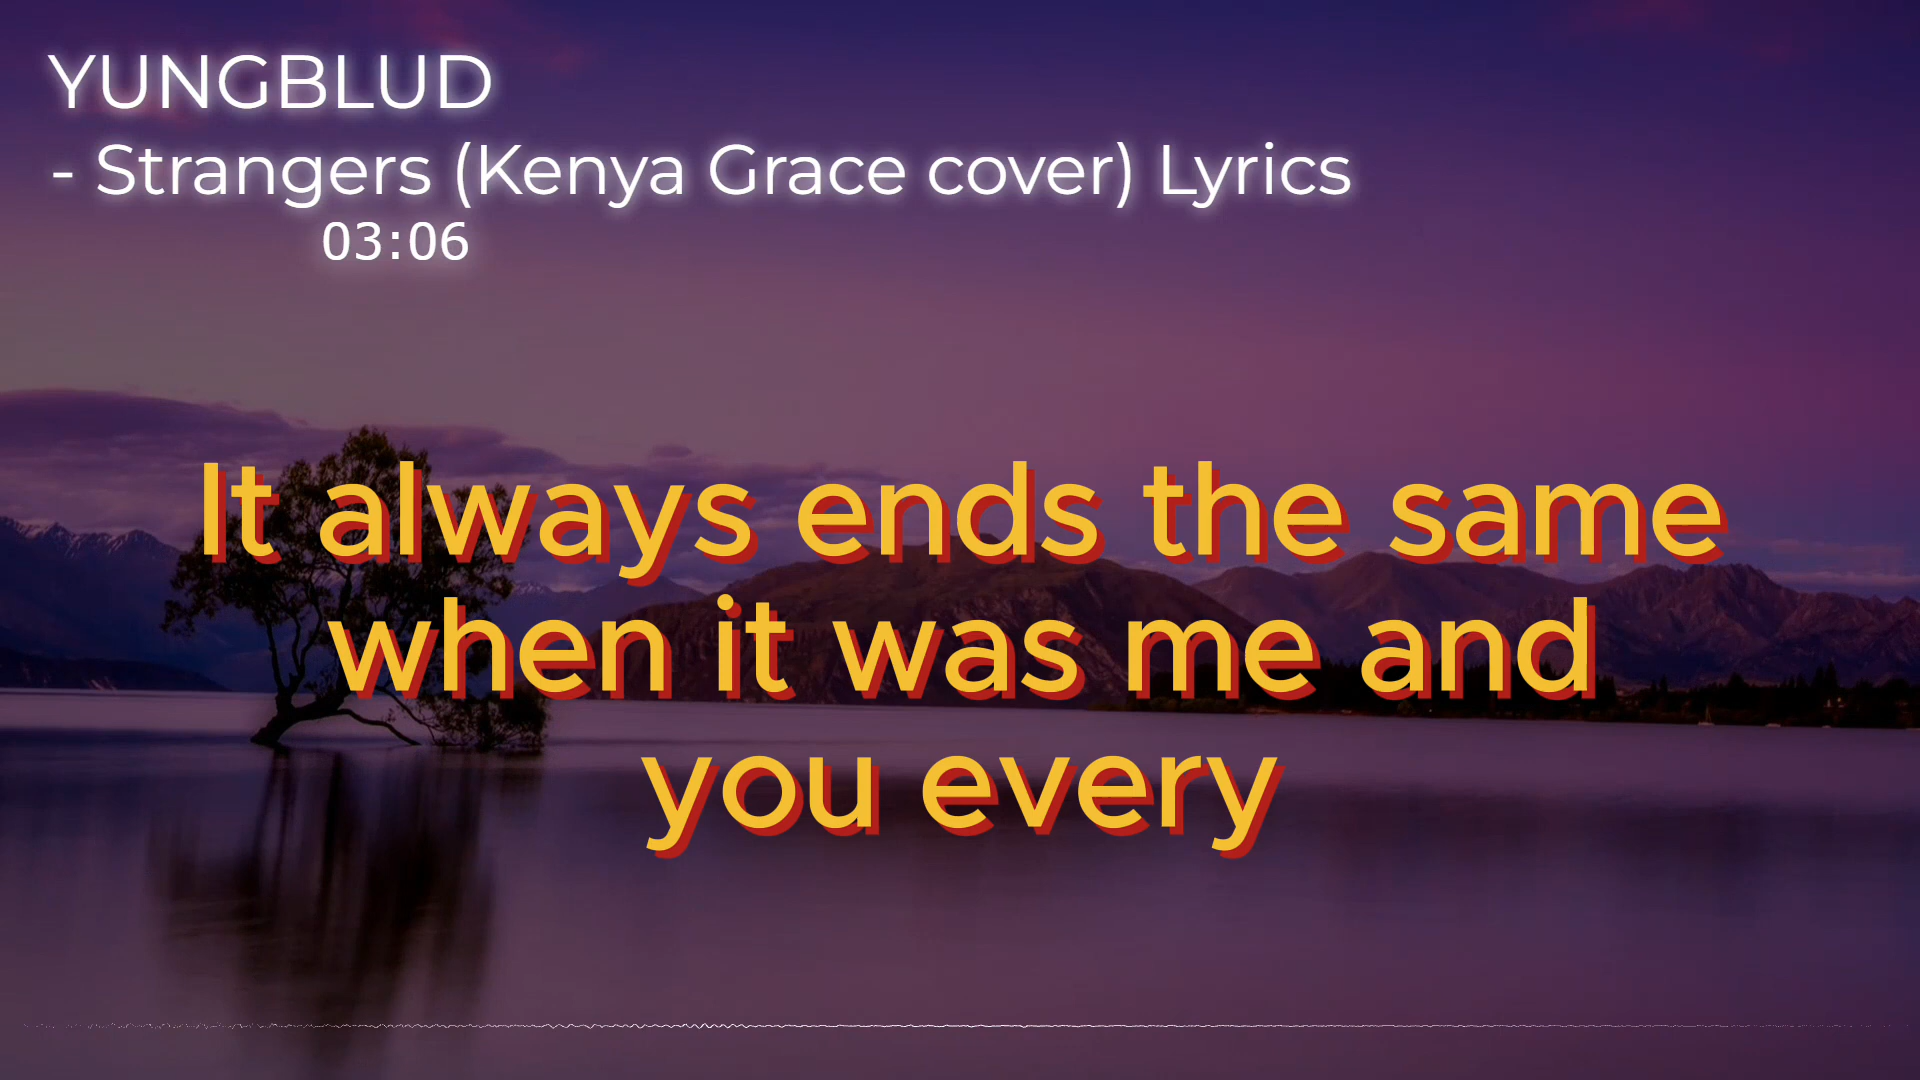 YUNGBLUD
- Strangers (Kenya Grace cover) Lyrics
03:06
It always ends the same
when it was me and
you every